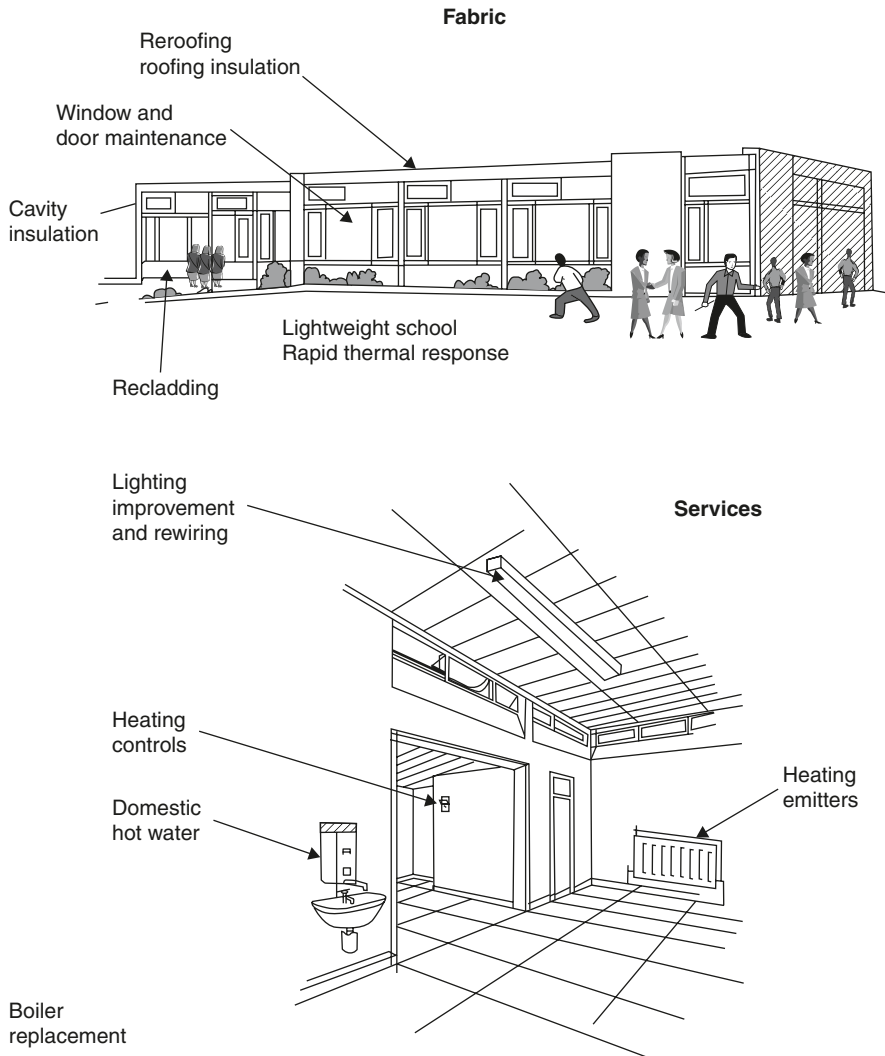 Fabric
Reroofing
roofing insulation
Window and
door maintenance
Cavity
insulation
Lightweight school
Rapid thermal response
Recladding
Lighting
improvement
and rewiring
Services
Heating
controls
Heating
emitters
Domestic
hot water
Boiler
replacement